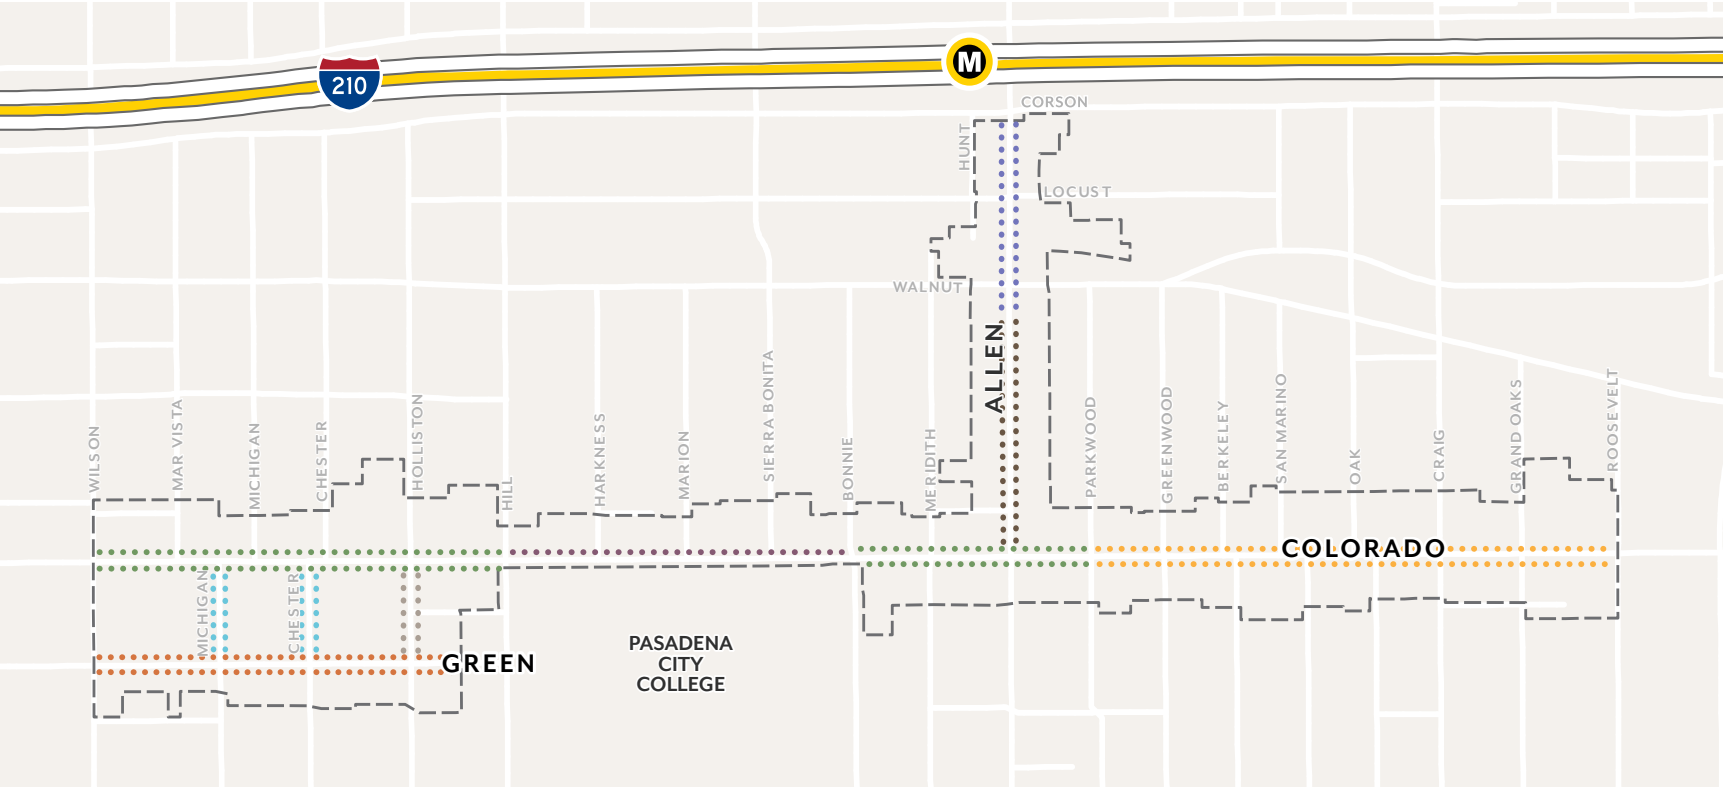 M
210
CORSON
HUNT
LOCUST
WALNUT
ALLEN
WILSON
MAR VISTA
MICHIGAN
CHESTER
HOLLISTON
HILL
HARKNESS
MARION
SIERRA BONITA
BONNIE
MERIDITH
PARKWOOD
GREENWOOD
BERKELEY
SAN MARINO
OAK
CRAIG
GRAND OAKS
ROOSEVELT
COLORADO
MICHIGAN
CHESTER
GREEN
PASADENA
CITY
COLLEGE